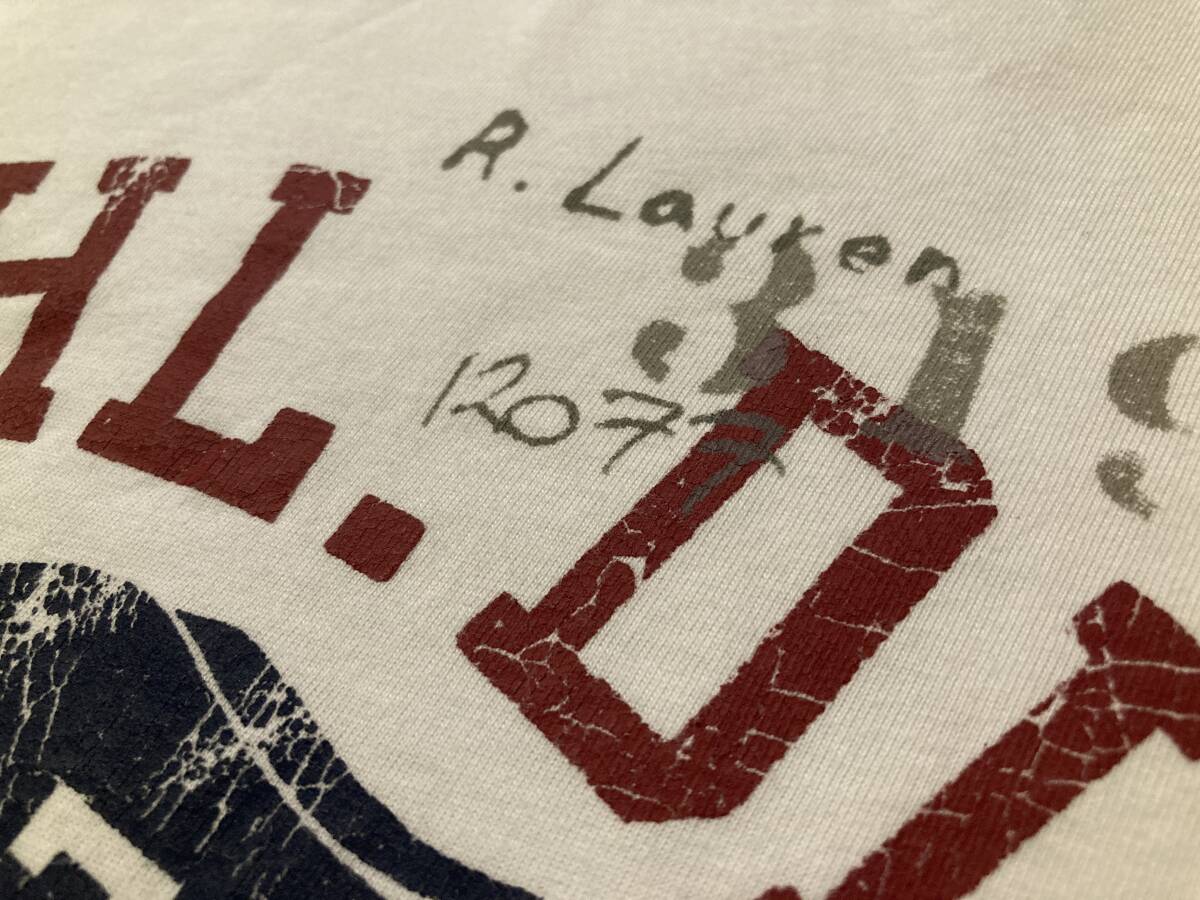 R. Lauren
12077
HL. D